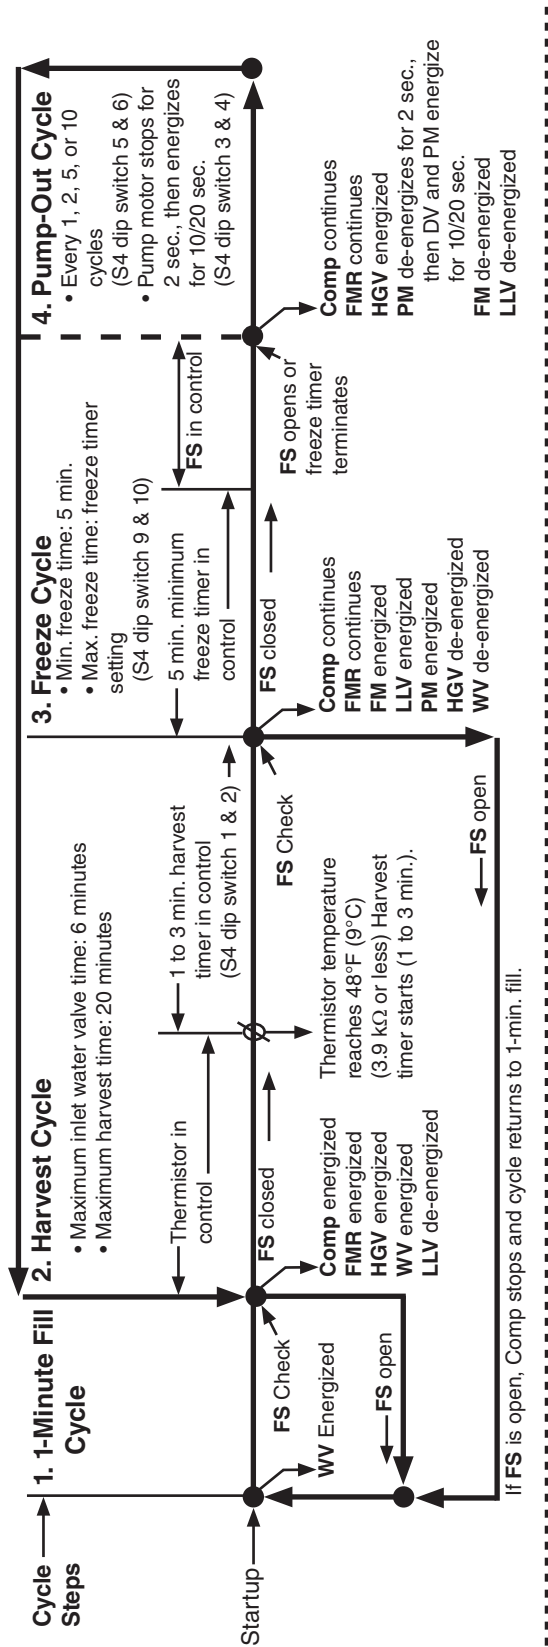 Cycle
Steps
1. 1-Minute Fill
Cycle
2. Harvest Cycle
• Maximum inlet water valve time: 6 minutes
• Maximum harvest time: 20 minutes
3. Freeze Cycle
• Min. freeze time: 5 min.
• Max. freeze time: freeze timer
setting
(S4 dip switch 9 & 10)
4. Pump-Out Cycle
• Every 1, 2, 5, or 10
cycles
(S4 dip switch 5 & 6)
• Pump motor stops for
2 sec., then energizes
for 10/20 sec.
(S4 dip switch 3 & 4)
Thermistor in
control
1 to 3 min. harvest
timer in control
(S4 dip switch 1 & 2)
5 min. minimum
freeze timer in
control
FS in control
Startup
FS Check
FS closed
FS Check
FS closed
FS opens or
freeze timer
terminates
WV Energized
Comp energized
FMR energized
HGV energized
WV energized
LLV de-energized
Thermistor temperature
reaches 48°F (9°C)
(3.9 kΩ or less) Harvest
timer starts (1 to 3 min.).
Comp continues
FMR continues
FM energized
LLV energized
PM energized
HGV de-energized
WV de-energized
Comp continues
FMR continues
HGV energized
PM de-energizes for 2 sec.,
then DV and PM energize
for 10/20 sec.
FM de-energized
LLV de-energized
FS open
FS open
If FS is open, Comp stops and cycle returns to 1-min. fill.